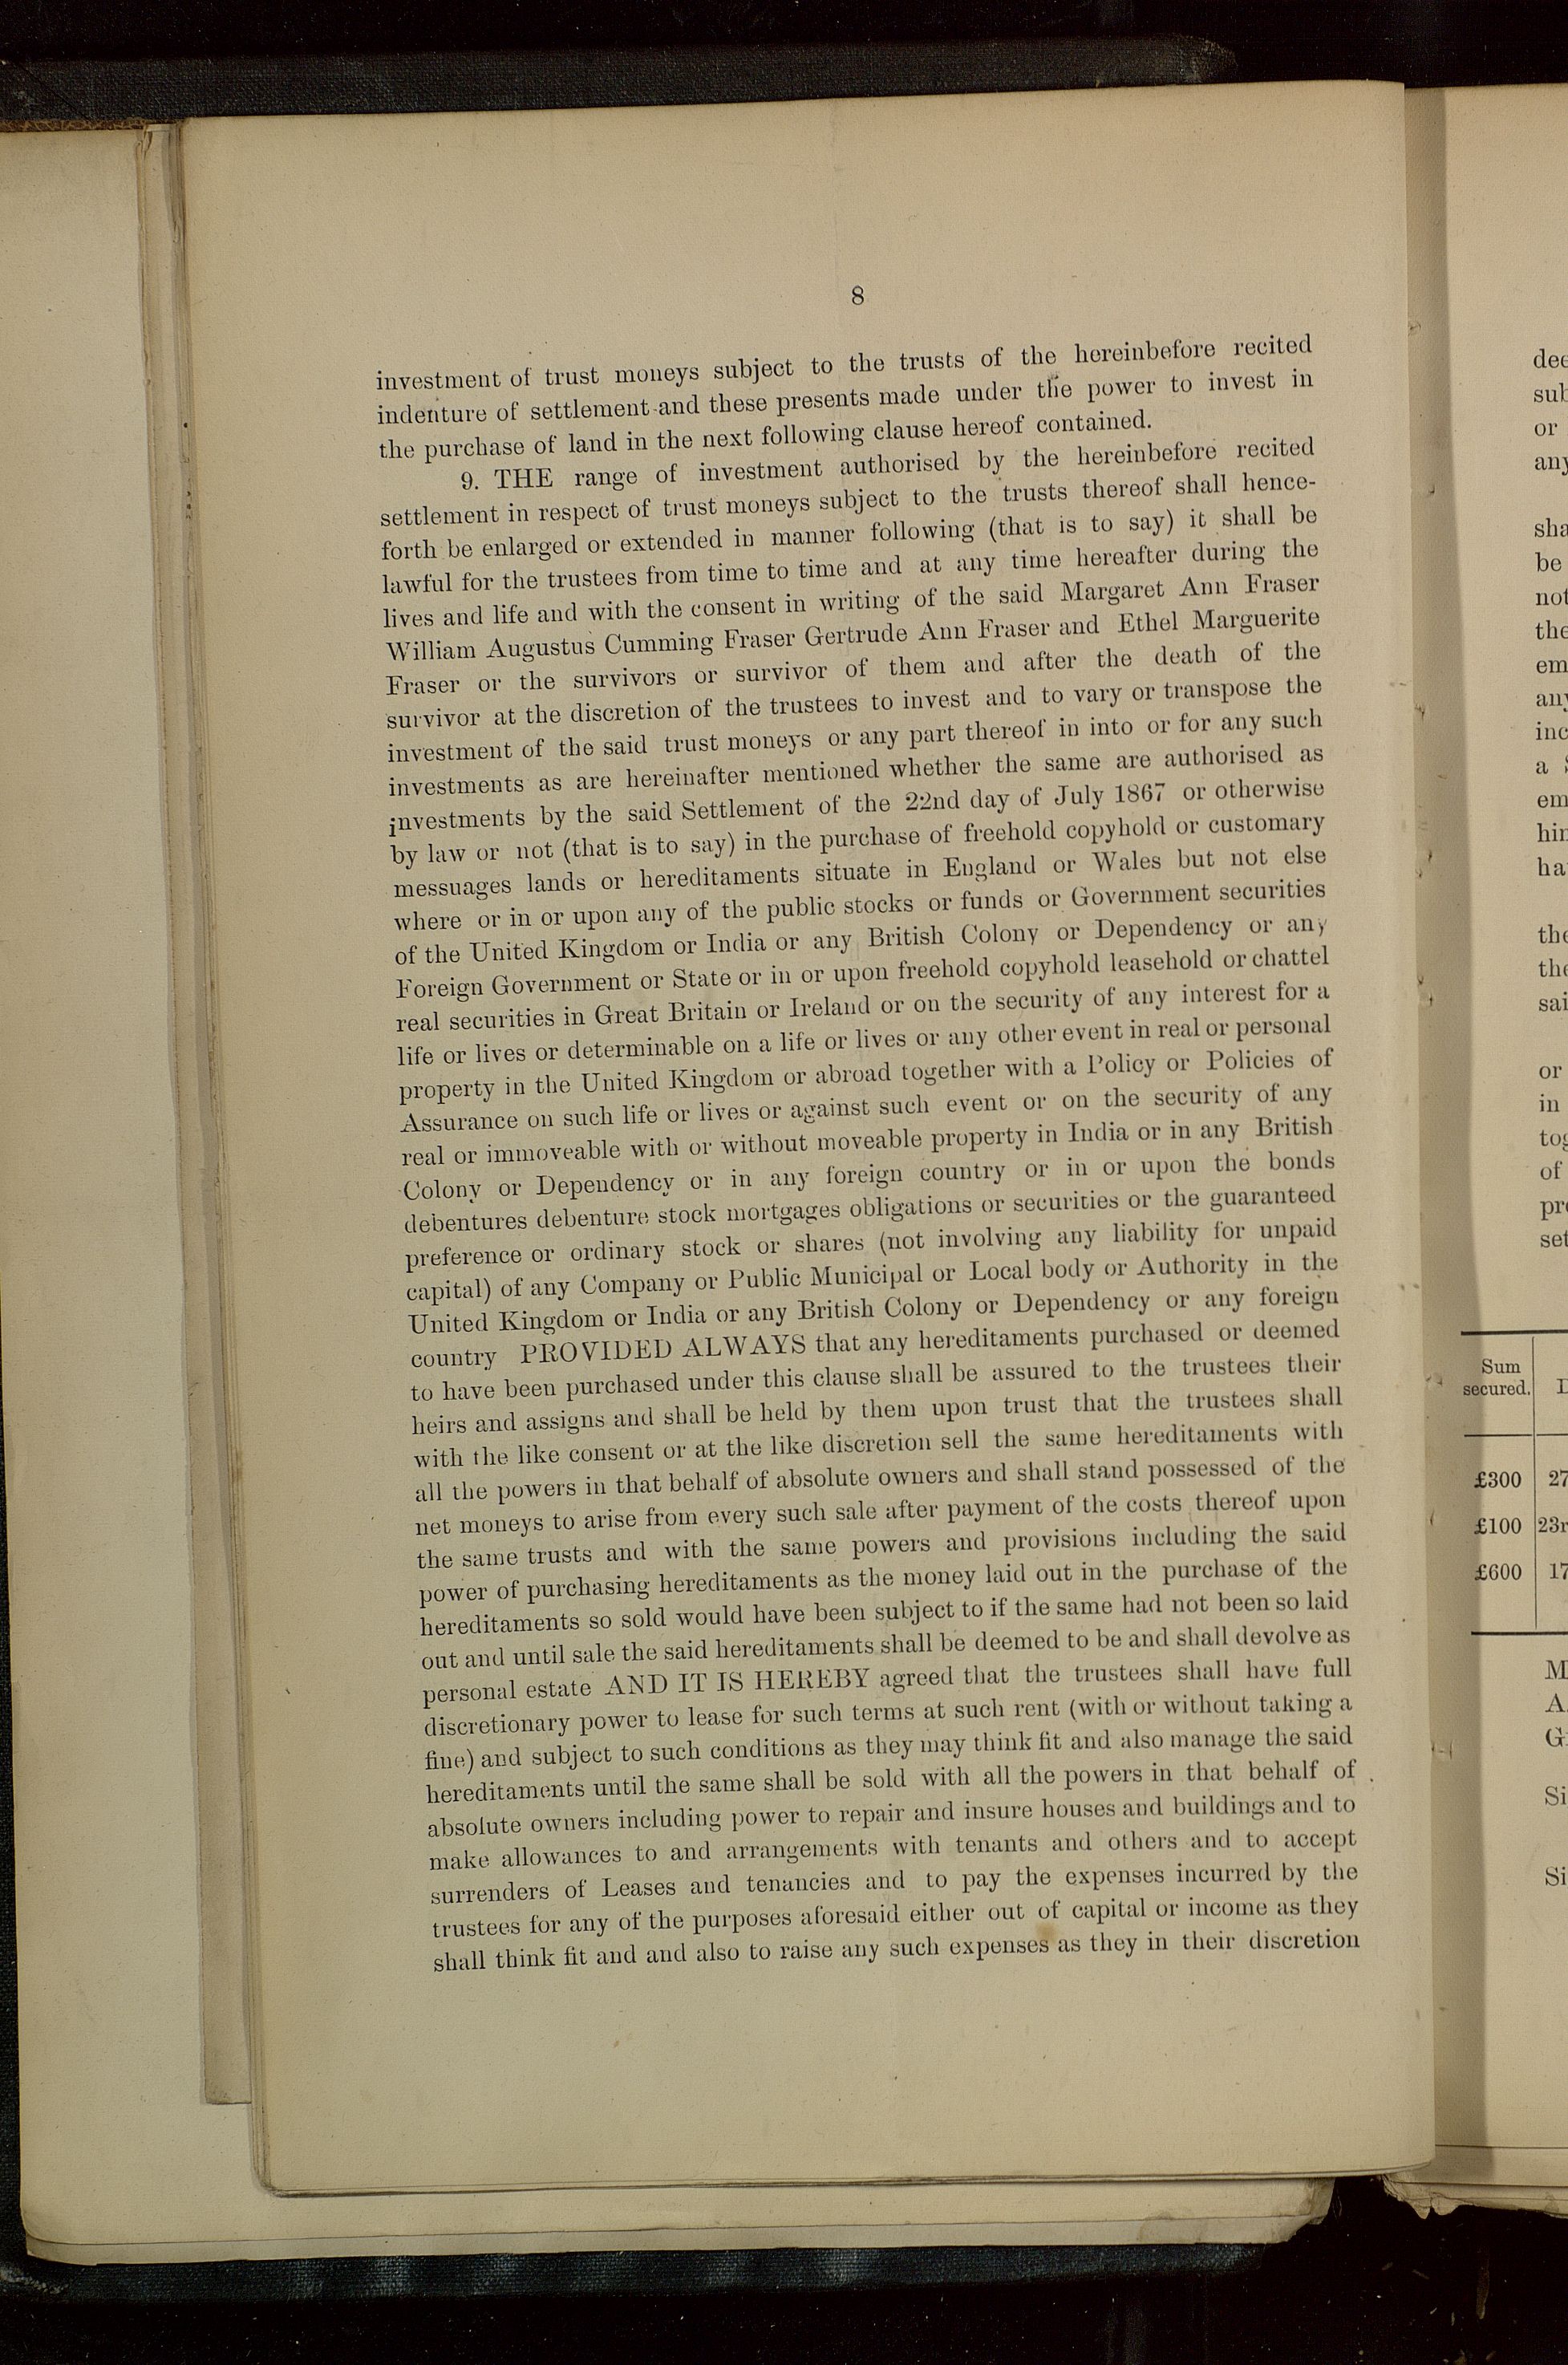 8
investment of trust moneys subject to the trusts of the hereinbefore recited
indenture of settlement and these presents made under the power to invest in
the purchase of land in the next following clause hereof contained.
9. THE range of investment authorised by the hereinbefore recited
settlement in respect of trust moneys subject to the trusts thereof shall hence-
forth be enlarged or extended in manner following (that is to say) it shall be
lawful for the trustees from time to time and at any time hereafter during the
lives and life and with the consent in writing of the said Margaret Ann Fraser
William Augustus Cumming Fraser Gertrude Ann Fraser and Ethel Marguerite
Fraser or the survivors or survivor of them and after the death of the
survivor at the discretion of the trustees to invest and to vary or transpose the
investment of the said trust moneys or any part thereof in into or for any such
investments as are hereinafter mentioned whether the same are authorised as
investments by the said Settlement of the 22nd day of July 1867 or otherwise
by law or not (that is to say) in the purchase of freehold copyhold or customary
messuages lands or hereditaments situate in England or Wales but not else
where or in or upon any of the public stocks or funds or Government securities
of the United Kingdom or India or any British Colony or Dependency or any
Foreign Government or State or in or upon freehold copyhold leasehold or chattel
real securities in Great Britain or Ireland or on the security of any interest for a
life or lives or determinable on a life or lives or any other event in real or personal
property in the United Kingdom or abroad together with a Policy or Policies of
Assurance on such life or lives or against such event or on the security of any
real or immoveable with or without moveable property in India or in any British
Colony or Dependency or in any foreign country or in or upon the bonds
debentures debenture stock mortgages obligations or securities or the guaranteed
preference or ordinary stock or shares (not involving any liability for unpaid
capital) of any Company or Public Municipal or Local body or Authority in the
United Kingdom or India or any British Colony or Dependency or any foreign
country PROVIDED ALWAYS that any hereditaments purchased or deemed
to have been purchased under this clause shall be assured to the trustees their
heirs and assigns and shall be held by them upon trust that the trustees shall
with the like consent or at the like discretion sell the same hereditaments with
all the powers in that behalf of absolute owners and shall stand possessed of the
net moneys to arise from every such sale after payment of the costs thereof upon
the same trusts and with the same powers and provisions including the said
power of purchasing hereditaments as the money laid out in the purchase of the
hereditaments so sold would have been subject to if the same had not been so laid
out and until sale the said hereditaments shall be deemed to be and shall devolve as
personal estate AND IT IS HEREBY agreed that the trustees shall have full
discretionary power to lease for such terms at such rent (with or without taking a
fine) and subject to such conditions as they may think fit and also manage the said
hereditaments until the same shall be sold with all the powers in that behalf of
absolute owners including power to repair and insure houses and buildings and to
make allowances to and arrangements with tenants and others and to accept
surrenders of Leases and tenancies and to pay the expenses incurred by the
trustees for any of the purposes aforesaid either out of capital or income as they
shall think fit and and also to raise any such expenses as they in their discretion
or
be
the
a
the
the
or
in
of
Sum
secured.
£300 27
£100 23r
£600 17